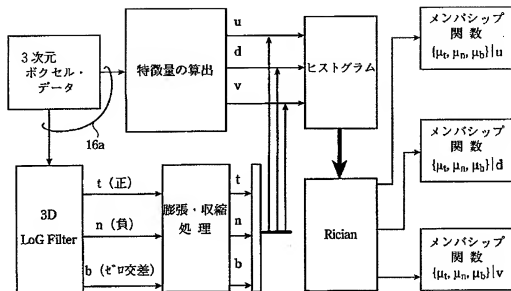 3次元
ボクセル・
データ
16a
特徴量の算出
u
d
v
ヒストグラム
メンバシップ
関数
{μt, μn, μb}|u
メンバシップ
関数
{μt, μn, μb}|d
メンバシップ
関数
{μt, μn, μb}|v
3D
LoG Filter
t (正)
n (負)
b (ゼロ交差)
膨張・収縮
処理
t
n
b
Rician